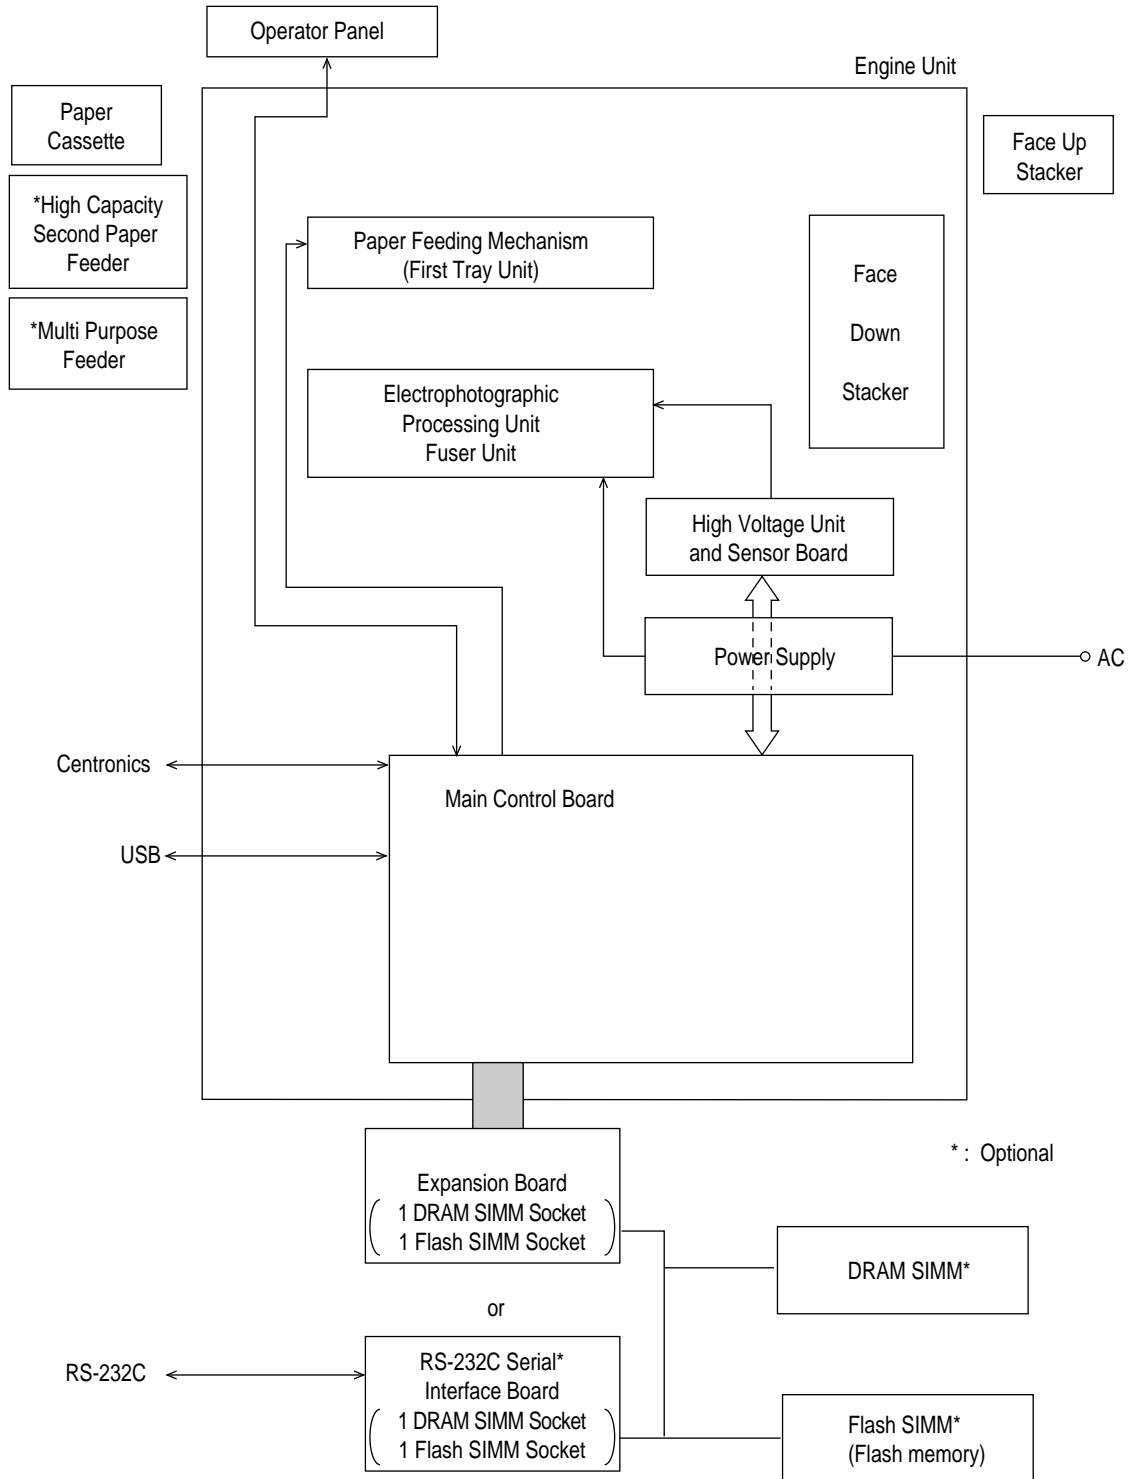 Operator Panel
Engine Unit
Paper
Cassette
Face Up
Stacker
*High Capacity
Second Paper
Feeder
Paper Feeding Mechanism
(First Tray Unit)
Face
Down
Stacker
*Multi Purpose
Feeder
Electrophotographic
Processing Unit
Fuser Unit
High Voltage Unit
and Sensor Board
Power Supply
AC
Centronics
Main Control Board
USB
* : Optional
Expansion Board
( 1 DRAM SIMM Socket
1 Flash SIMM Socket )
DRAM SIMM*
or
RS-232C
RS-232C Serial*
Interface Board
( 1 DRAM SIMM Socket
1 Flash SIMM Socket )
Flash SIMM*
(Flash memory)